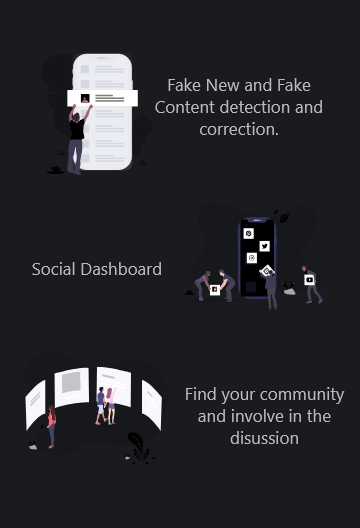 Fake New and Fake
Content detection and
correction.
Social Dashboard
Find your community
and involve in the
disussion